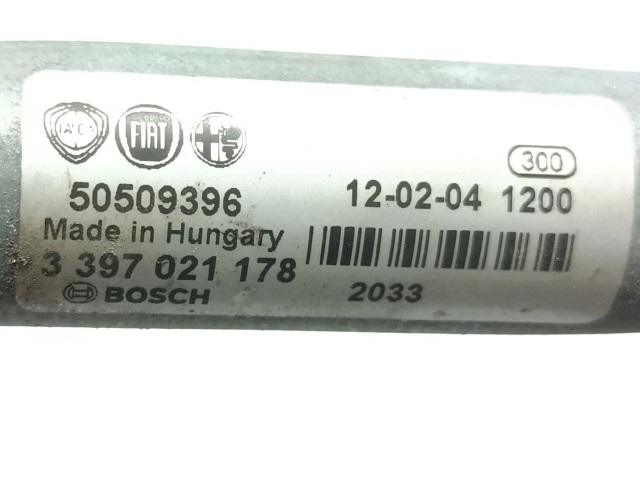 FIAT
300
50509396 12-02-04 1200
Made in Hungary
3 397 021 178
BOSCH 2033